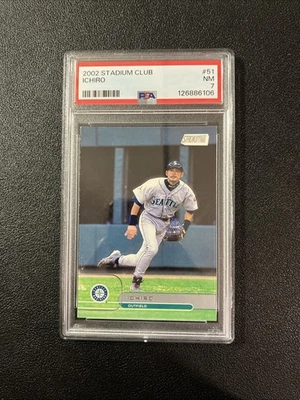 2002 STADIUM CLUB #51
ICHIRO NM
PSA 7
126886106
SEATTLE
ICHIRO
OUTFIELD